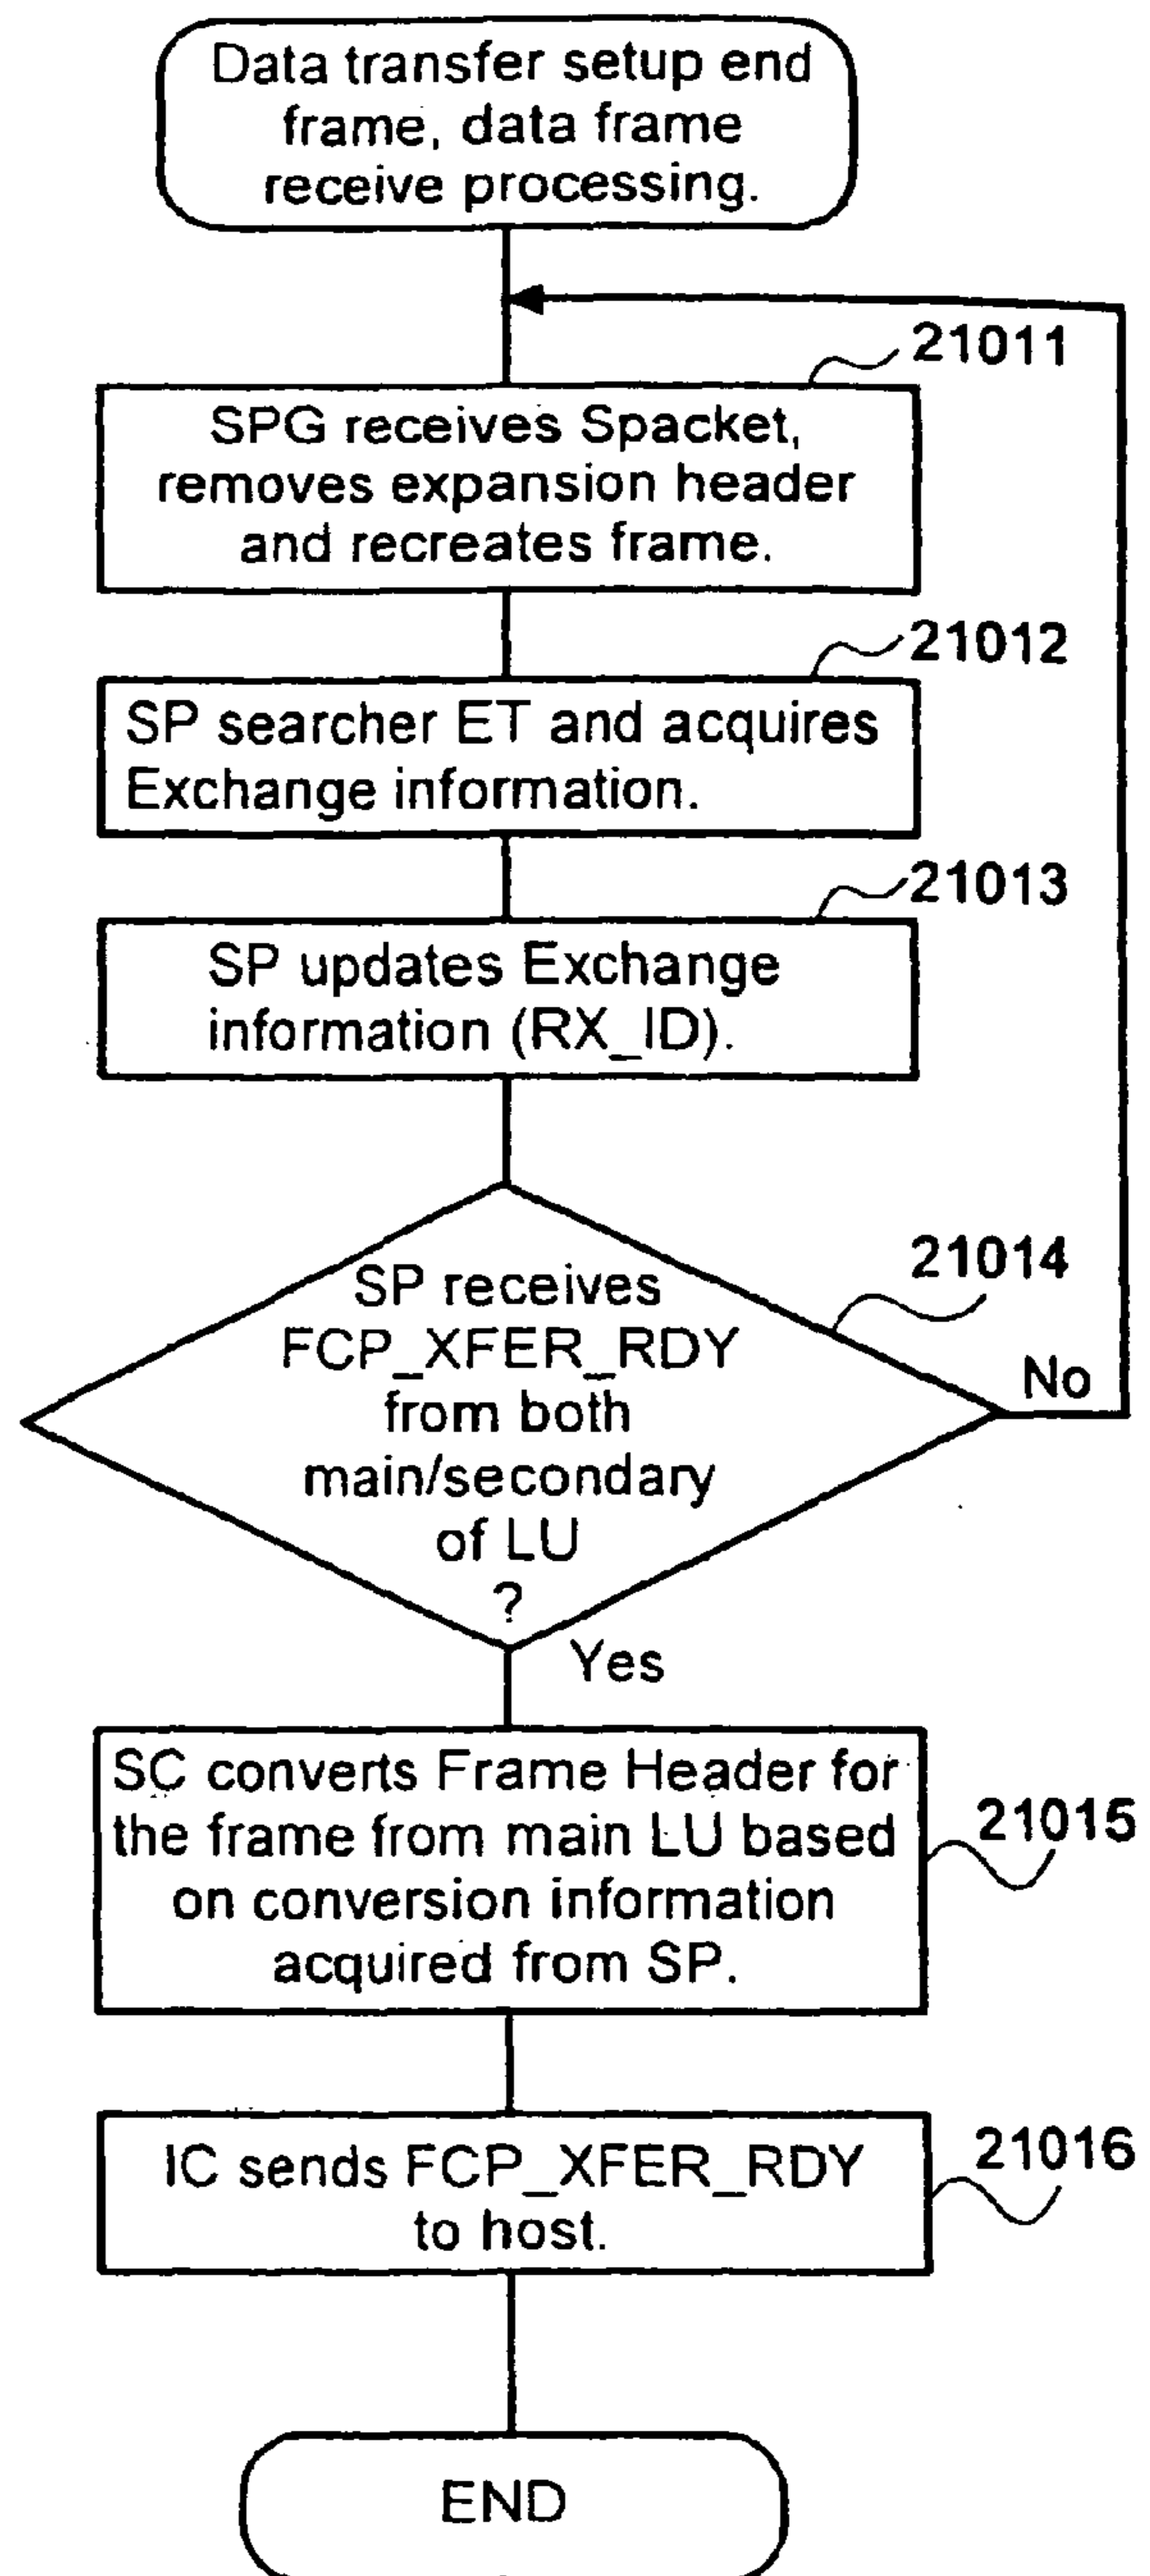 Data transfer setup end
frame, data frame
receive processing.
21011
SPG receives Spacket,
removes expansion header
and recreates frame.
21012
SP searcher ET and acquires
Exchange information.
21013
SP updates Exchange
information (RX_ID).
21014
SP receives
FCP_XFER_RDY
from both
main/secondary
of LU
?
No
Yes
SC converts Frame Header for
the frame from main LU based
on conversion information
acquired from SP.
21015
IC sends FCP_XFER_RDY
to host.
21016
END